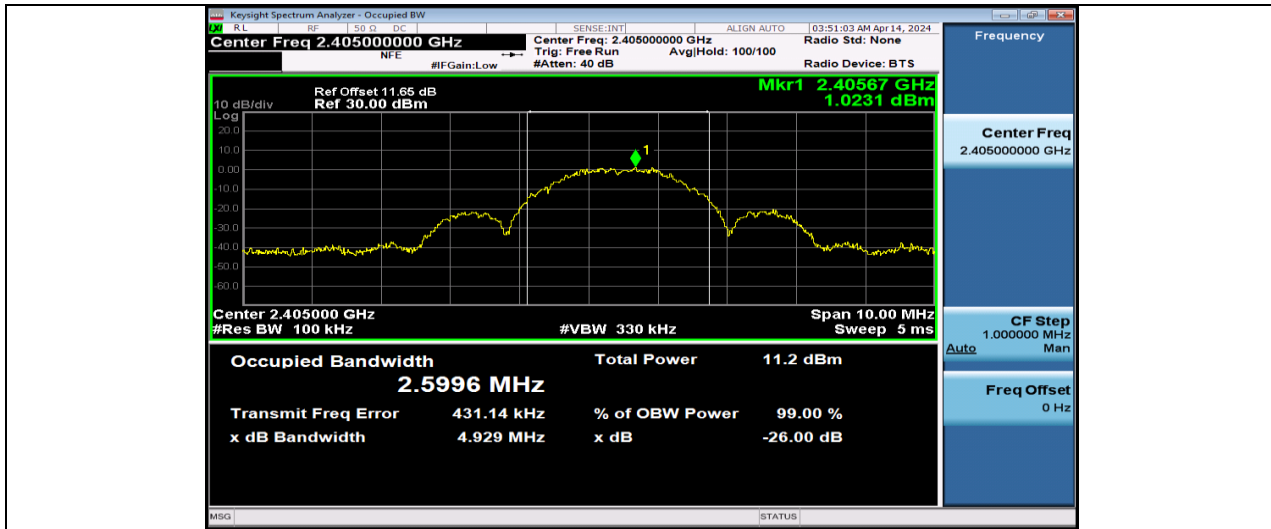 Keysight Spectrum Analyzer - Occupied BW
LXI RL RF 50 Ω DC SENSE:INT ALIGN AUTO 03:51:03 AM Apr 14, 2024
Center Freq 2.405000000 GHz
NFE
#IFGain:Low
Center Freq: 2.405000000 GHz
Trig: Free Run Avg|Hold: 100/100
#Atten: 40 dB
Radio Std: None
Radio Device: BTS
Mkr1 2.40567 GHz
1.0231 dBm
Ref Offset 11.65 dB
10 dB/div Ref 30.00 dBm
Log
20.0
10.0
0.00
-10.0
-20.0
-30.0
-40.0
-50.0
-60.0
1
Center 2.405000 GHz Span 10.00 MHz
#Res BW 100 kHz #VBW 330 kHz Sweep 5 ms
Occupied Bandwidth Total Power 11.2 dBm
2.5996 MHz
Transmit Freq Error 431.14 kHz % of OBW Power 99.00 %
x dB Bandwidth 4.929 MHz x dB -26.00 dB
MSG STATUS
Frequency
Center Freq
2.405000000 GHz
CF Step
1.000000 MHz
Auto Man
Freq Offset
0 Hz